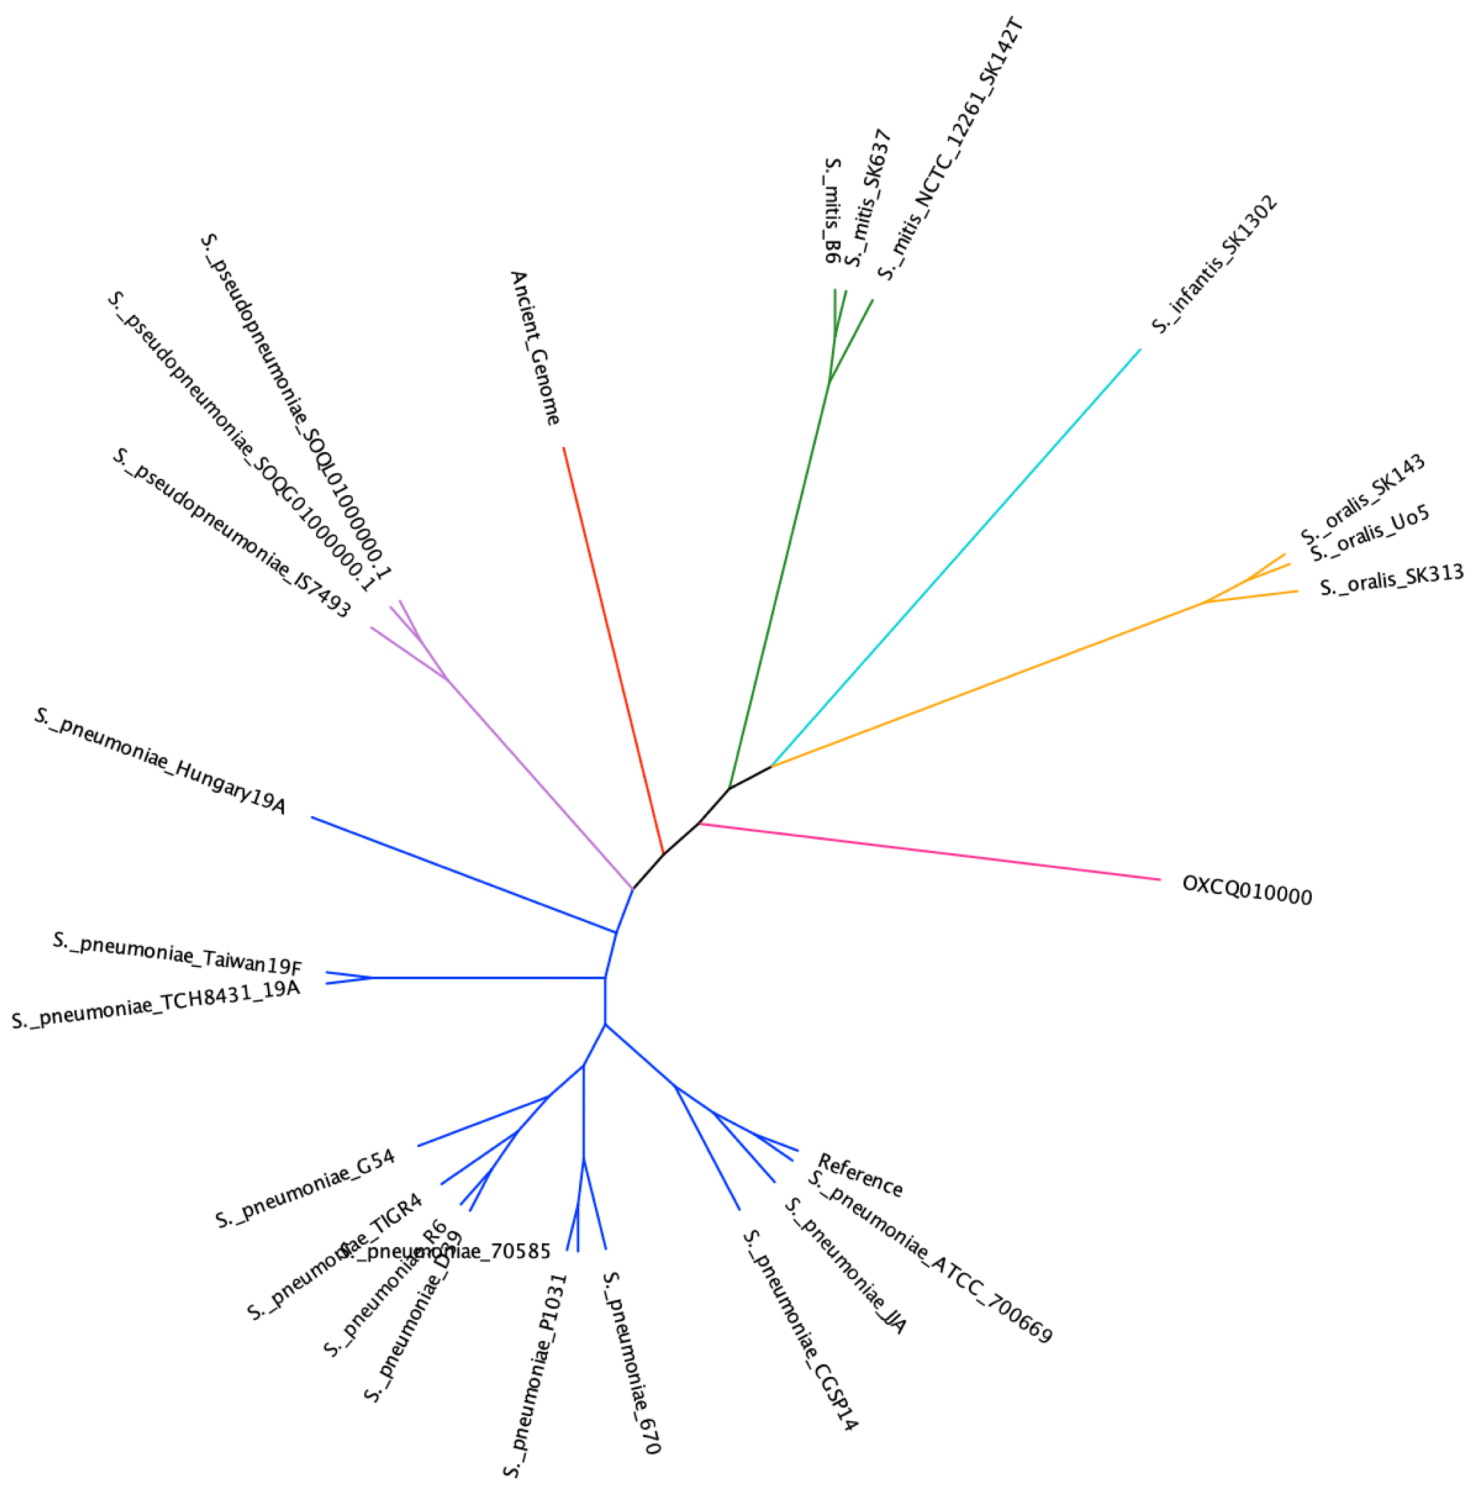 S._mitis_NCTC_12261_SK142T
S._mitis_SK637
S._mitis_B6
S._infantis_SK1302
S._pseudopneumoniae_SOQL01000000.1
Ancient_Genome
S._pseudopneumoniae_SOQG01000000.1
S._pseudopneumoniae_IS7493
S._oralis_SK143
S._oralis_Uo5
S._oralis_SK313
S._pneumoniae_Hungary19A
OXCQ010000
S._pneumoniae_Taiwan19F
S._pneumoniae_TCH8431_19A
S._pneumoniae_G54
Reference
S._pneumoniae_ATCC_700669
S._pneumoniae_TIGR4
S._pneumoniae_JJA
S._pneumoniae_R6
S._pneumoniae_D39
S._pneumoniae_70585
S._pneumoniae_CGSP14
S._pneumoniae_P1031
S._pneumoniae_670